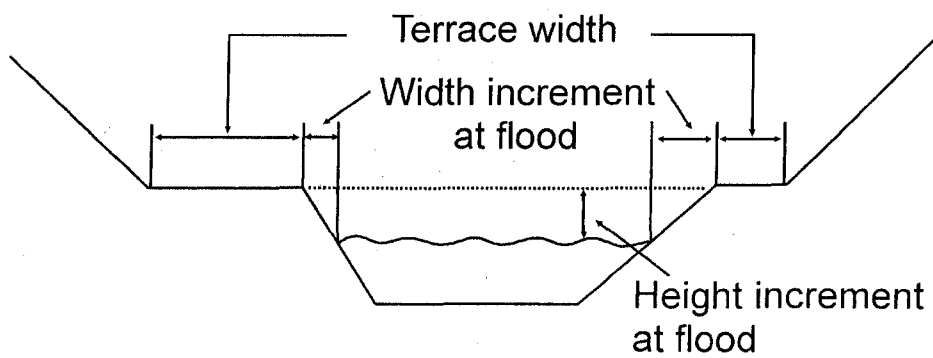 Terrace width
Width increment
at flood
Height increment
at flood